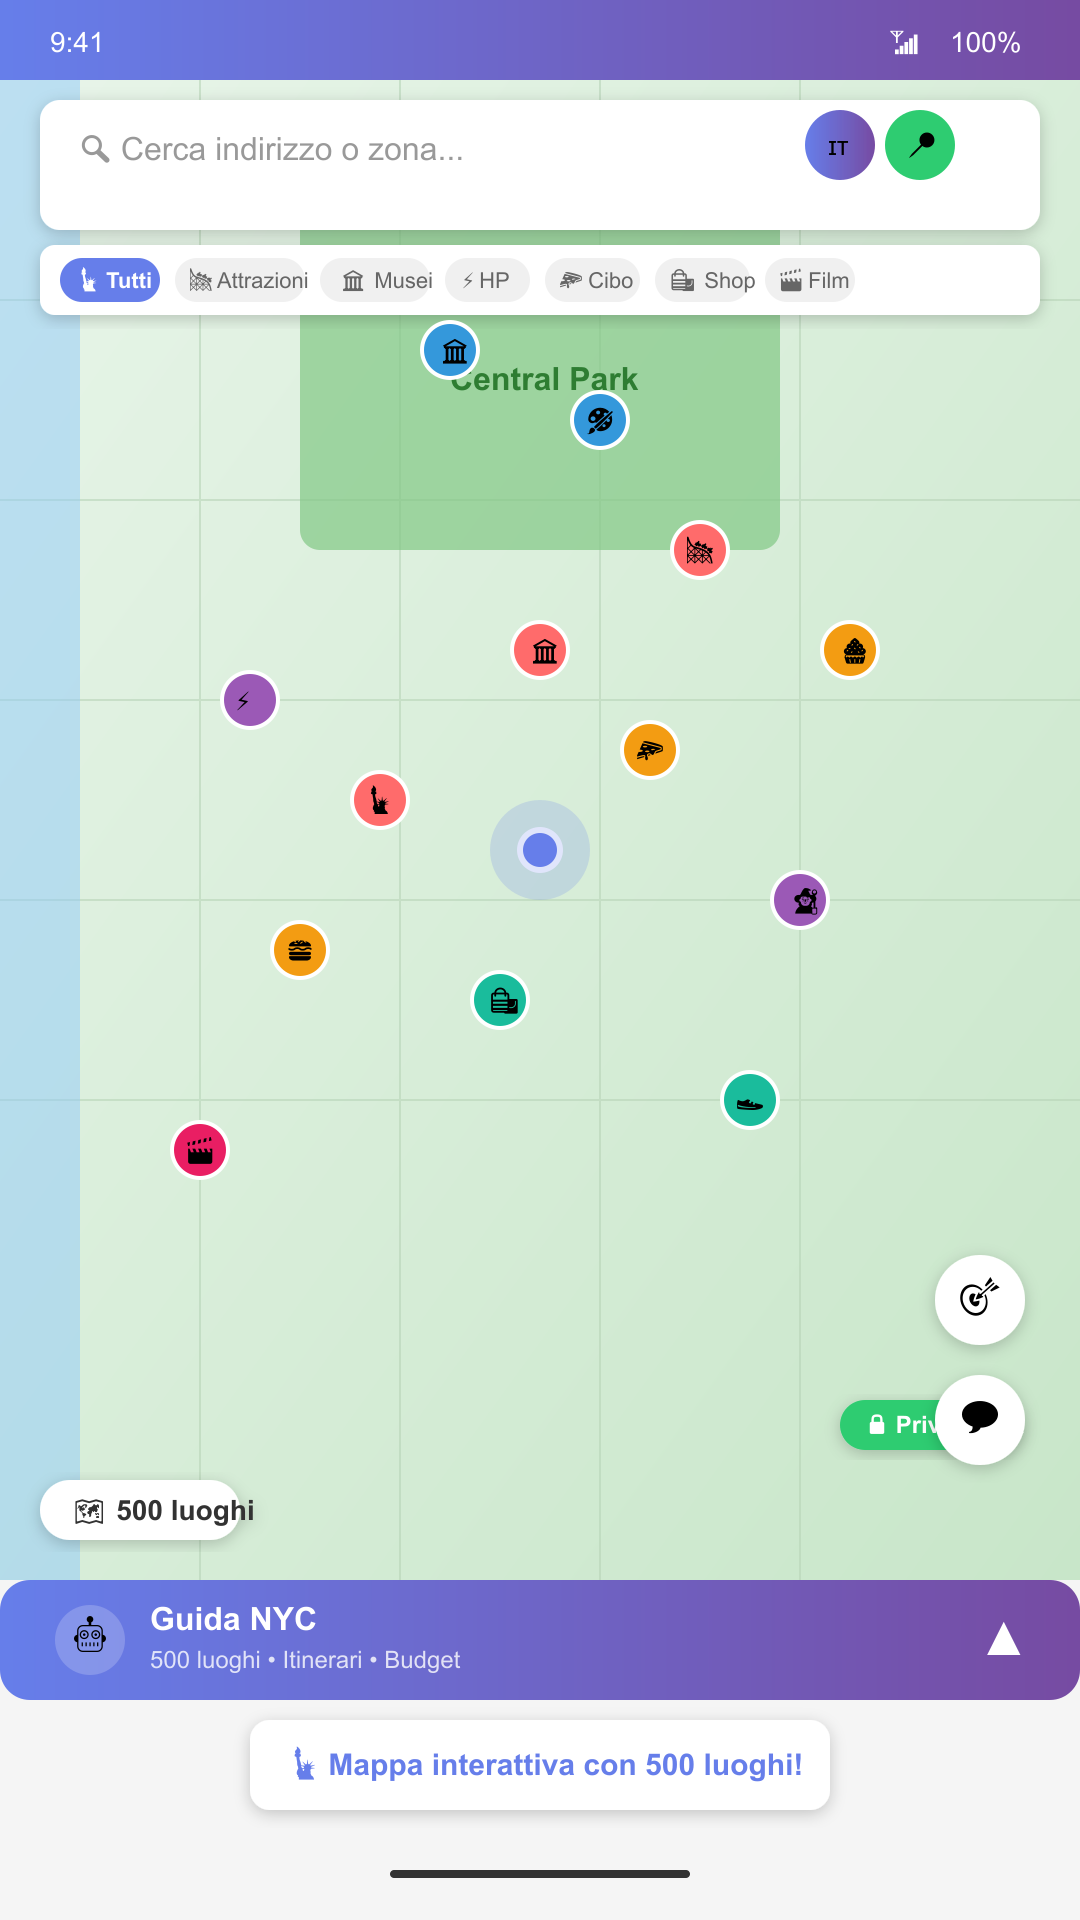 9:41
100%
Cerca indirizzo o zona...
IT
Tutti
Attrazioni
Musei
HP
Cibo
Shop
Film
Central Park
Priv
500 luoghi
Guida NYC
500 luoghi • Itinerari • Budget
Mappa interattiva con 500 luoghi!